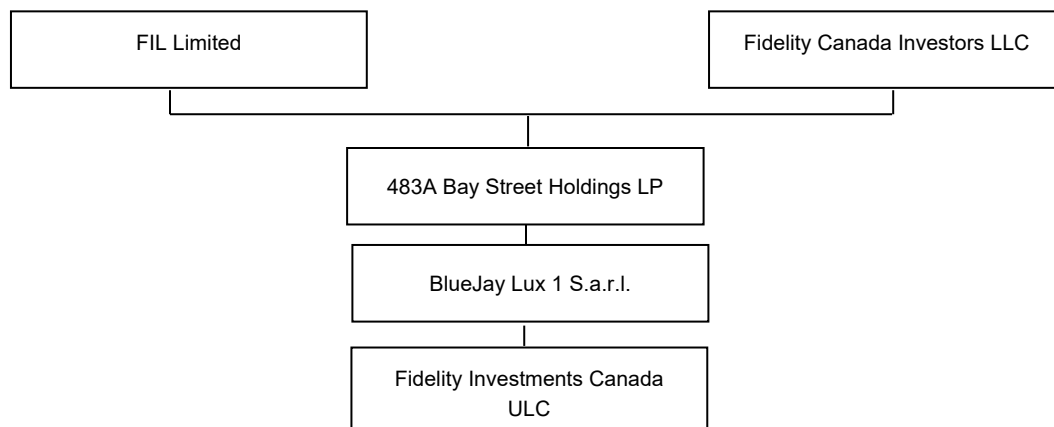 FIL Limited
Fidelity Canada Investors LLC
483A Bay Street Holdings LP
BlueJay Lux 1 S.a.r.l.
Fidelity Investments Canada
ULC